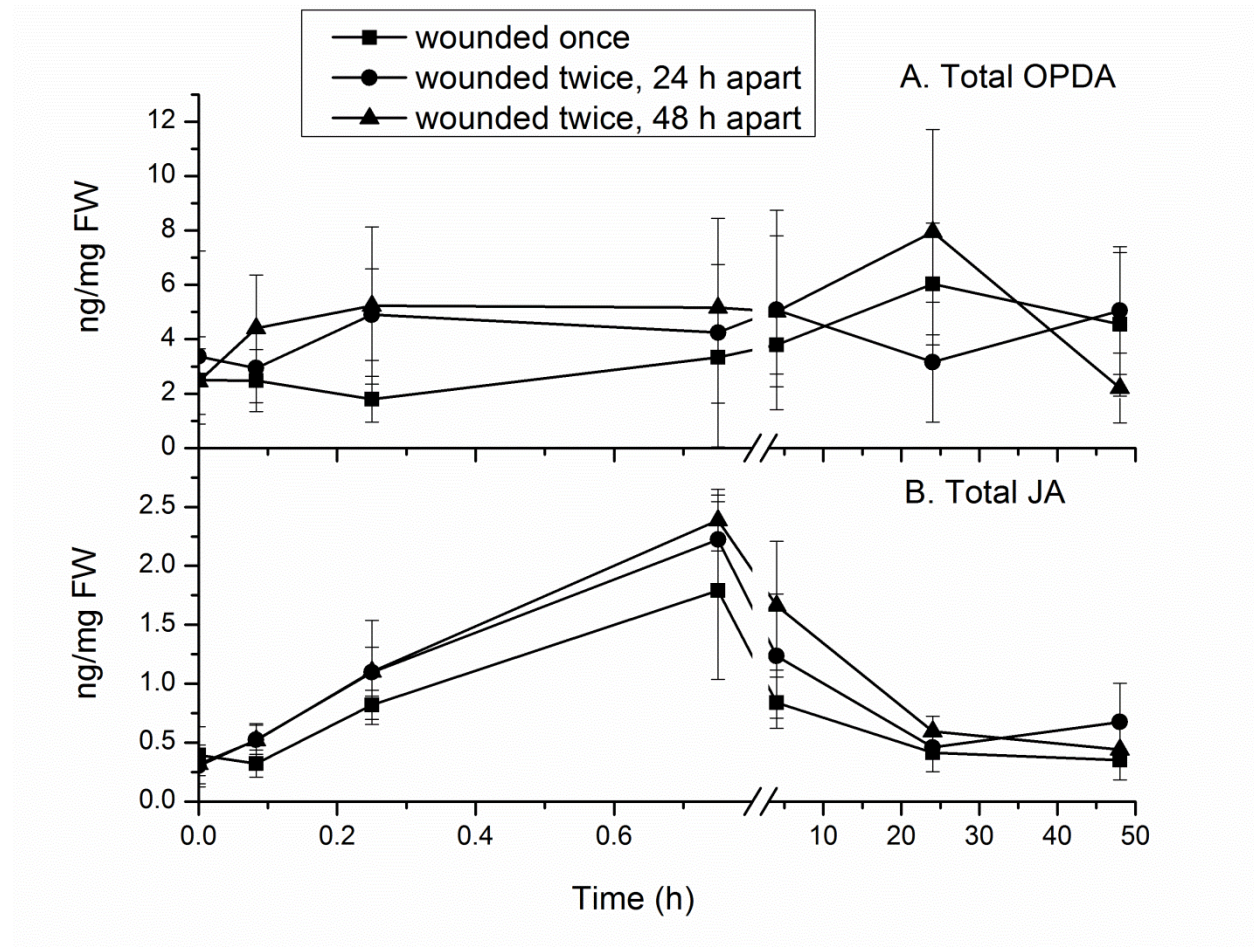 wounded once
wounded twice, 24 h apart
wounded twice, 48 h apart
A. Total OPDA
12
10
8
6
4
2
0
ng/mg FW
B. Total JA
2.5
2.0
1.5
1.0
0.5
0.0
ng/mg FW
0.0 0.2 0.4 0.6 10 20 30 40 50
Time (h)